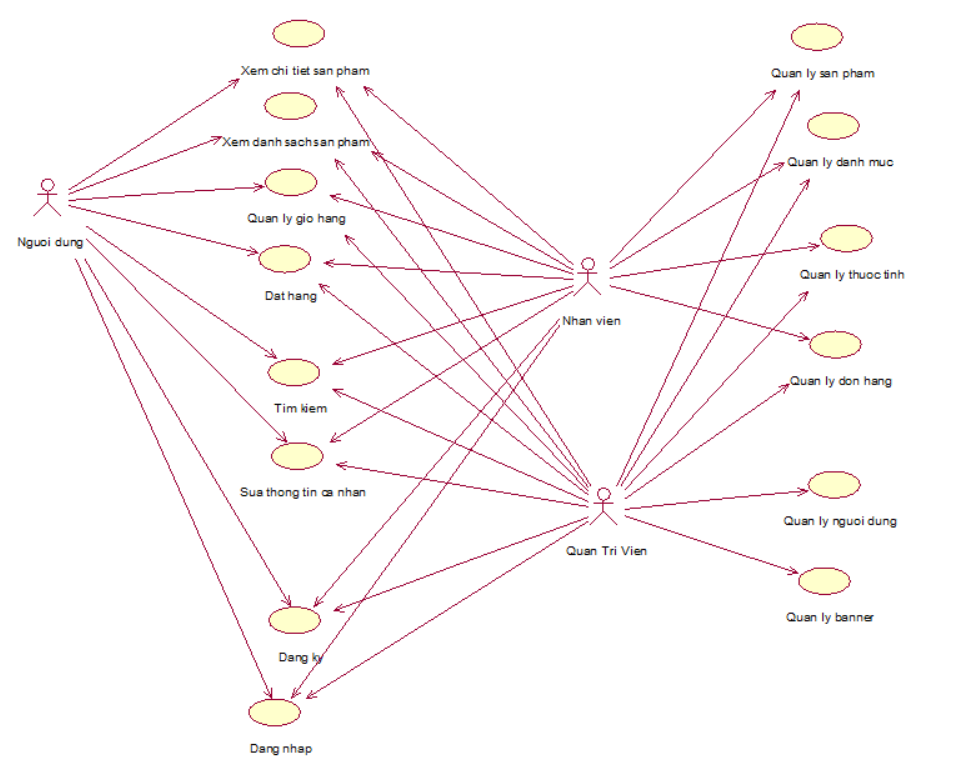 Xem chi tiet san pham
Xem danh sach san pham
Quan ly gio hang
Nguoi dung
Dat hang
Tim kiem
Sua thong tin ca nhan
Dang ky
Dang nhap
Nhan vien
Quan Tri Vien
Quan ly san pham
Quan ly danh muc
Quan ly thuoc tinh
Quan ly don hang
Quan ly nguoi dung
Quan ly banner